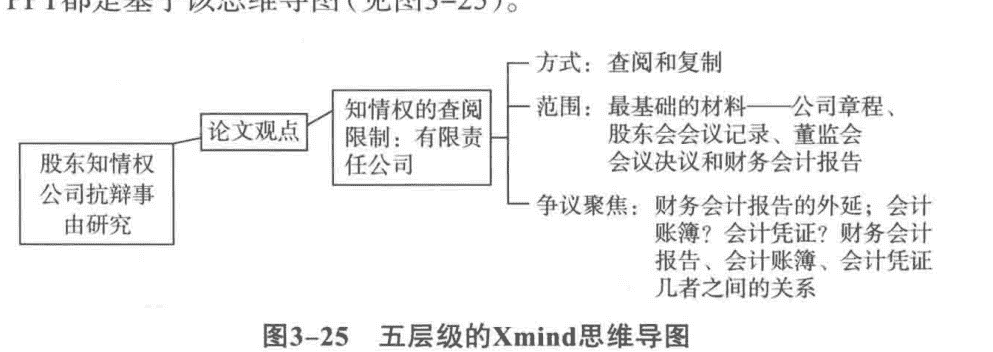 PPT都是基于该思维导图(见图3-25)。
股东知情权
公司抗辩事
由研究
论文观点
知情权的查阅
限制：有限责
任公司
方式：查阅和复制
范围：最基础的材料——公司章程、
股东会会议记录、董监会
会议决议和财务会计报告
争议聚焦：财务会计报告的外延；会计
账簿？会计凭证？财务会计
报告、会计账簿、会计凭证
几者之间的关系
图3-25 五层级的Xmind思维导图